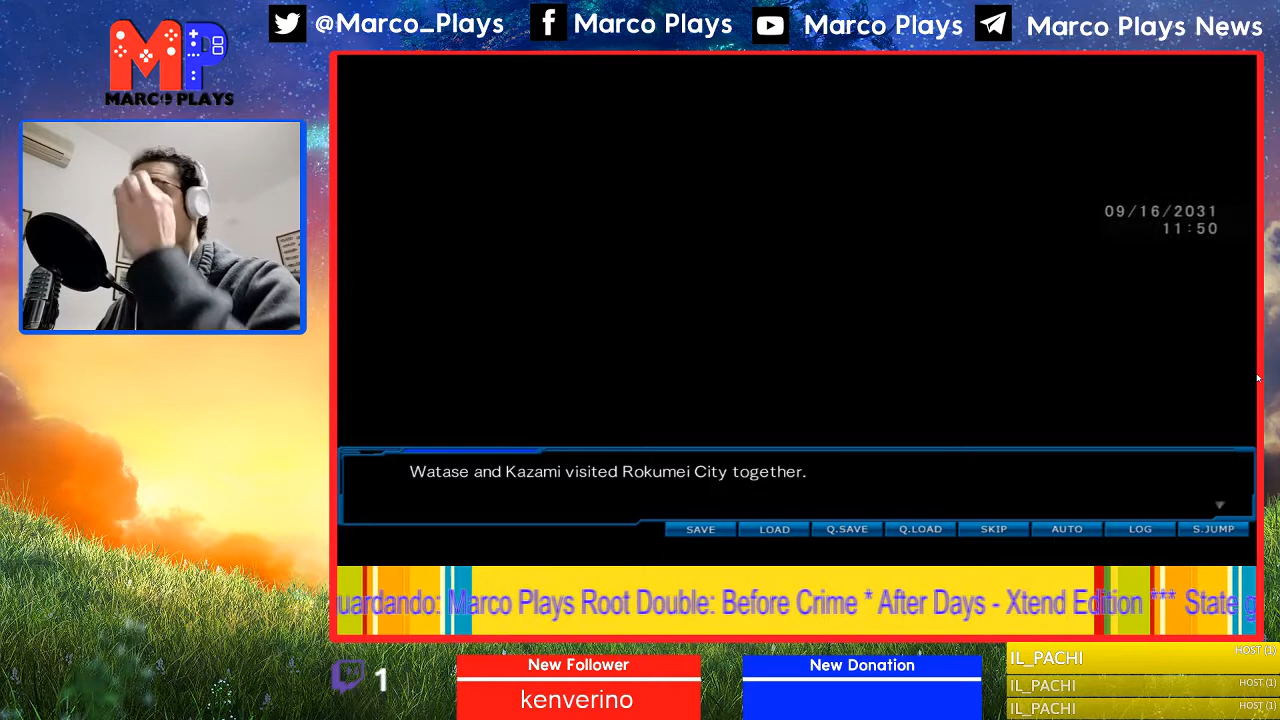 @Marco_Plays
Marco Plays
Marco Plays
Marco Plays News
MP
MARCO PLAYS
09/16/2031
11:50
Watase and Kazami visited Rokumei City together.
SAVE
LOAD
Q.SAVE
Q.LOAD
SKIP
AUTO
LOG
S.JUMP
uardando: Marco Plays Root Double: Before Crime * After Days - Xtend Edition *** State g
1
New Follower
kenverino
New Donation
IL_PACHI HOST (1)
IL_PACHI HOST (1)
IL_PACHI HOST (1)